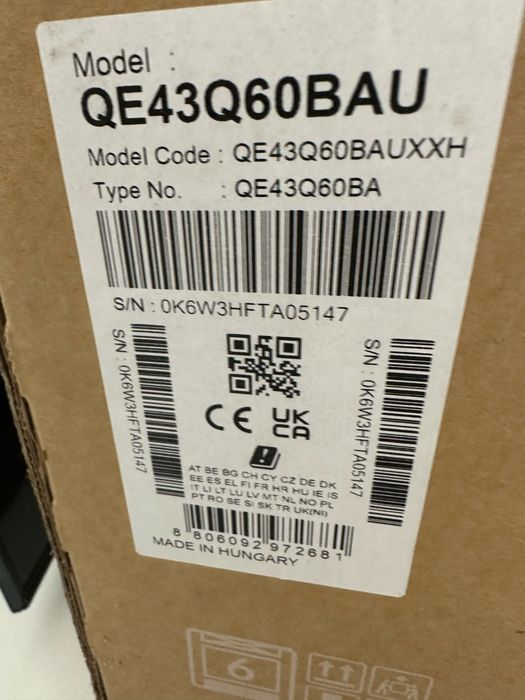 Model :
QE43Q60BAU
Model Code : QE43Q60BAUXXH
Type No. : QE43Q60BA
S/N : 0K6W3HFTA05147
S/N : 0K6W3HFTA05147
S/N : 0K6W3HFTA05147
CE UK
CA
AT BE BG CH CY CZ DE DK
EE ES EL FI FR HR HU IE IS
IT LI LT LU LV MT NL NO PL
PT RO SE SI SK TR UK(NI)
8 806092 972681
MADE IN HUNGARY
6